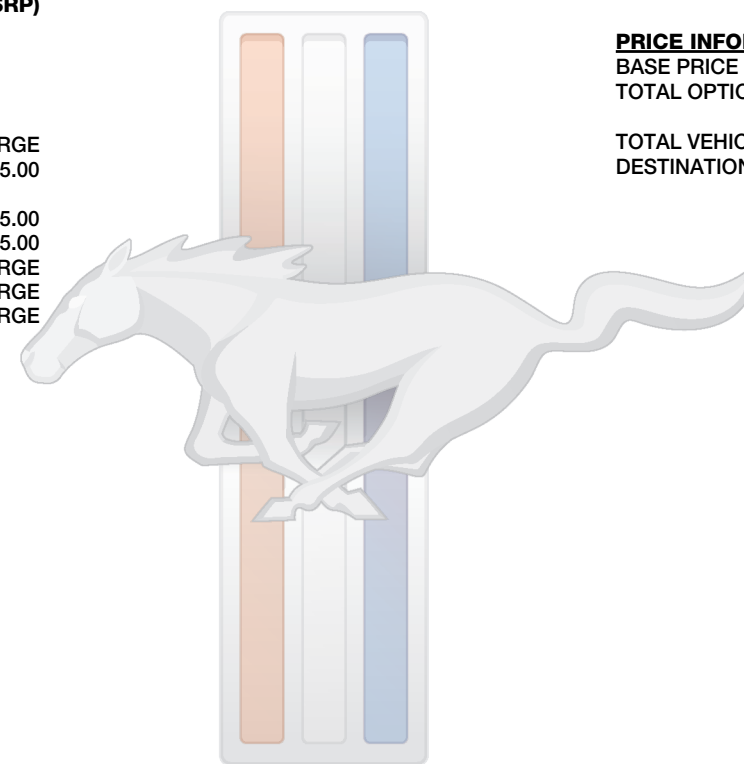 SRP)
RGE
5.00
5.00
5.00
RGE
RGE
RGE
PRICE INFO
BASE PRICE
TOTAL OPTIO
TOTAL VEHIC
DESTINATION